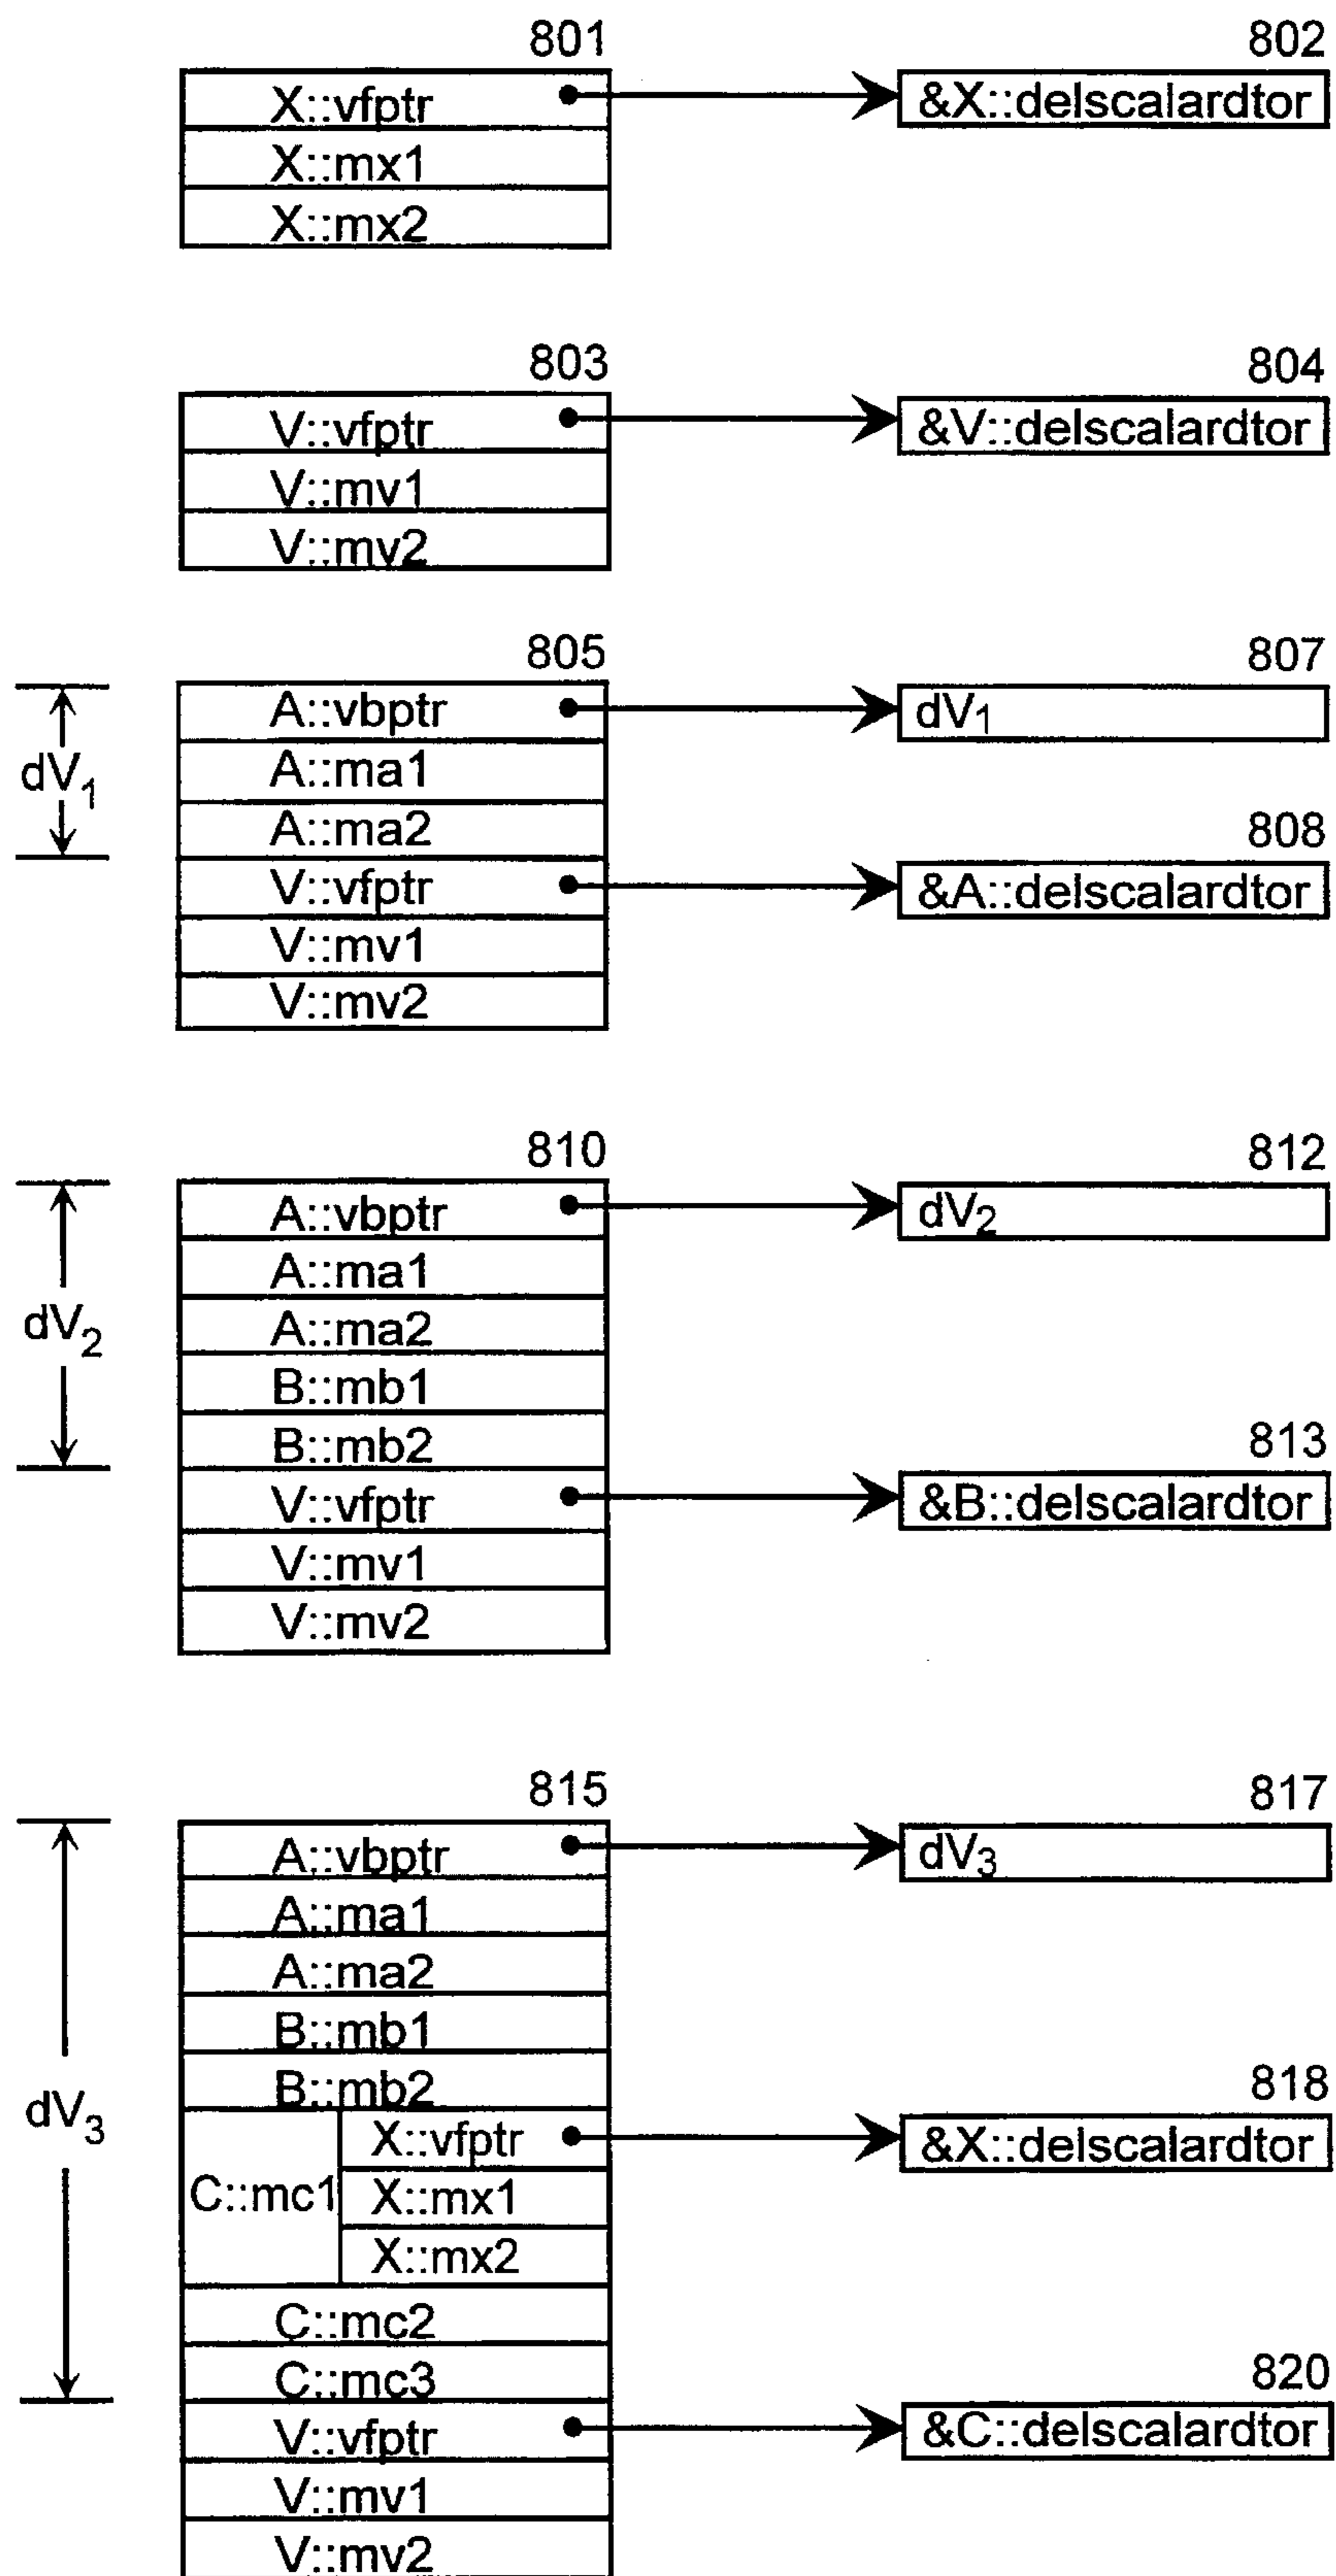 801 802
X::vfptr &X::delscalardtor
X::mx1
X::mx2
803 804
V::vfptr &V::delscalardtor
V::mv1
V::mv2
805 807
A::vbptr dV1
A::ma1
dV1
A::ma2 808
V::vfptr &A::delscalardtor
V::mv1
V::mv2
810 812
A::vbptr dV2
A::ma1
dV2 A::ma2
B::mb1
B::mb2 813
V::vfptr &B::delscalardtor
V::mv1
V::mv2
815 817
A::vbptr dV3
A::ma1
A::ma2
B::mb1
B::mb2 818
dV3 X::vfptr &X::delscalardtor
C::mc1 X::mx1
X::mx2
C::mc2
C::mc3 820
V::vfptr &C::delscalardtor
V::mv1
V::mv2